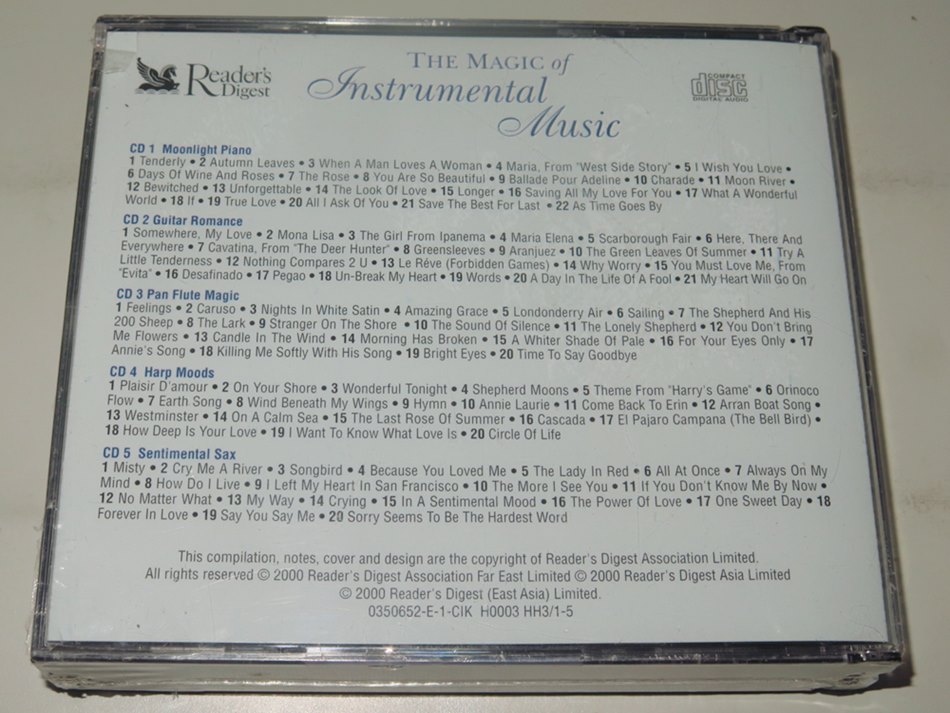 Reader's
Digest
THE MAGIC of
Instrumental
Music
COMPACT
disc
DIGITAL AUDIO
CD 1 Moonlight Piano
1 Tenderly • 2 Autumn Leaves • 3 When A Man Loves A Woman • 4 Maria, From "West Side Story" • 5 I Wish You Love •
6 Days Of Wine And Roses • 7 The Rose • 8 You Are So Beautiful • 9 Ballade Pour Adeline • 10 Charade • 11 Moon River •
12 Bewitched • 13 Unforgettable • 14 The Look Of Love • 15 Longer • 16 Saving All My Love For You • 17 What A Wonderful
World • 18 If • 19 True Love • 20 All I Ask Of You • 21 Save The Best For Last • 22 As Time Goes By
CD 2 Guitar Romance
1 Somewhere, My Love • 2 Mona Lisa • 3 The Girl From Ipanema • 4 Maria Elena • 5 Scarborough Fair • 6 Here, There And
Everywhere • 7 Cavatina, From "The Deer Hunter" • 8 Greensleeves • 9 Aranjuez • 10 The Green Leaves Of Summer • 11 Try A
Little Tenderness • 12 Nothing Compares 2 U • 13 Le Réve (Forbidden Games) • 14 Why Worry • 15 You Must Love Me, From
"Evita" • 16 Desafinado • 17 Pegao • 18 Un-Break My Heart • 19 Words • 20 A Day In The Life Of A Fool • 21 My Heart Will Go On
CD 3 Pan Flute Magic
1 Feelings • 2 Caruso • 3 Nights In White Satin • 4 Amazing Grace • 5 Londonderry Air • 6 Sailing • 7 The Shepherd And His
200 Sheep • 8 The Lark • 9 Stranger On The Shore • 10 The Sound Of Silence • 11 The Lonely Shepherd • 12 You Don't Bring
Me Flowers • 13 Candle In The Wind • 14 Morning Has Broken • 15 A Whiter Shade Of Pale • 16 For Your Eyes Only • 17
Annie's Song • 18 Killing Me Softly With His Song • 19 Bright Eyes • 20 Time To Say Goodbye
CD 4 Harp Moods
1 Plaisir D'amour • 2 On Your Shore • 3 Wonderful Tonight • 4 Shepherd Moons • 5 Theme From "Harry's Game" • 6 Orinoco
Flow • 7 Earth Song • 8 Wind Beneath My Wings • 9 Hymn • 10 Annie Laurie • 11 Come Back To Erin • 12 Arran Boat Song •
13 Westminster • 14 On A Calm Sea • 15 The Last Rose Of Summer • 16 Cascada • 17 El Pajaro Campana (The Bell Bird) •
18 How Deep Is Your Love • 19 I Want To Know What Love Is • 20 Circle Of Life
CD 5 Sentimental Sax
1 Misty • 2 Cry Me A River • 3 Songbird • 4 Because You Loved Me • 5 The Lady In Red • 6 All At Once • 7 Always On My
Mind • 8 How Do I Live • 9 I Left My Heart In San Francisco • 10 The More I See You • 11 If You Don't Know Me By Now •
12 No Matter What • 13 My Way • 14 Crying • 15 In A Sentimental Mood • 16 The Power Of Love • 17 One Sweet Day • 18
Forever In Love • 19 Say You Say Me • 20 Sorry Seems To Be The Hardest Word
This compilation, notes, cover and design are the copyright of Reader's Digest Association Limited.
All rights reserved © 2000 Reader's Digest Association Far East Limited © 2000 Reader's Digest Asia Limited
© 2000 Reader's Digest (East Asia) Limited.
0350652-E-1-CIK H0003 HH3/1-5